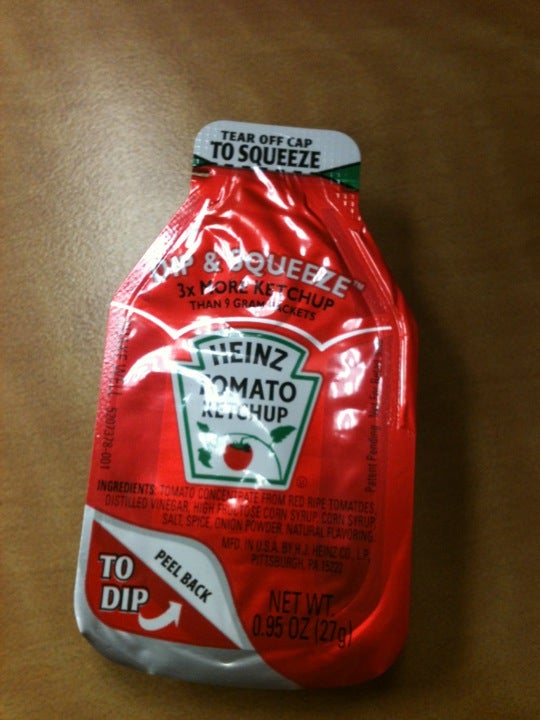 TEAR OFF CAP
TO SQUEEZE
DIP & SQUEEZE™
3x MORE KETCHUP
THAN 9 GRAM PACKETS
HEINZ
TOMATO
KETCHUP
®
5207378-001
Patent Pending
INGREDIENTS: TOMATO CONCENTRATE FROM RED RIPE TOMATOES,
DISTILLED VINEGAR, HIGH FRUCTOSE CORN SYRUP, CORN SYRUP,
SALT, SPICE, ONION POWDER, NATURAL FLAVORING.
MFD. IN U.S.A. BY H.J. HEINZ CO., L.P.
PITTSBURGH, PA 15222
PEEL BACK
TO
DIP
NET WT.
0.95 OZ (27g)